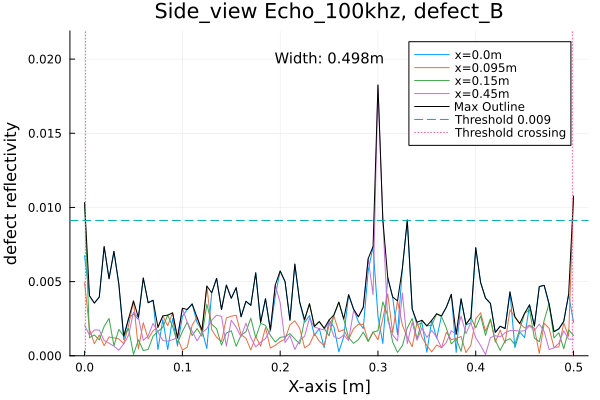 Side_view Echo_100khz, defect_B
Width: 0.498m
x=0.0m
x=0.095m
x=0.15m
x=0.45m
Max Outline
Threshold 0.009
Threshold crossing
defect reflectivity
0.020
0.015
0.010
0.005
0.000
0.0 0.1 0.2 0.3 0.4 0.5
X-axis [m]